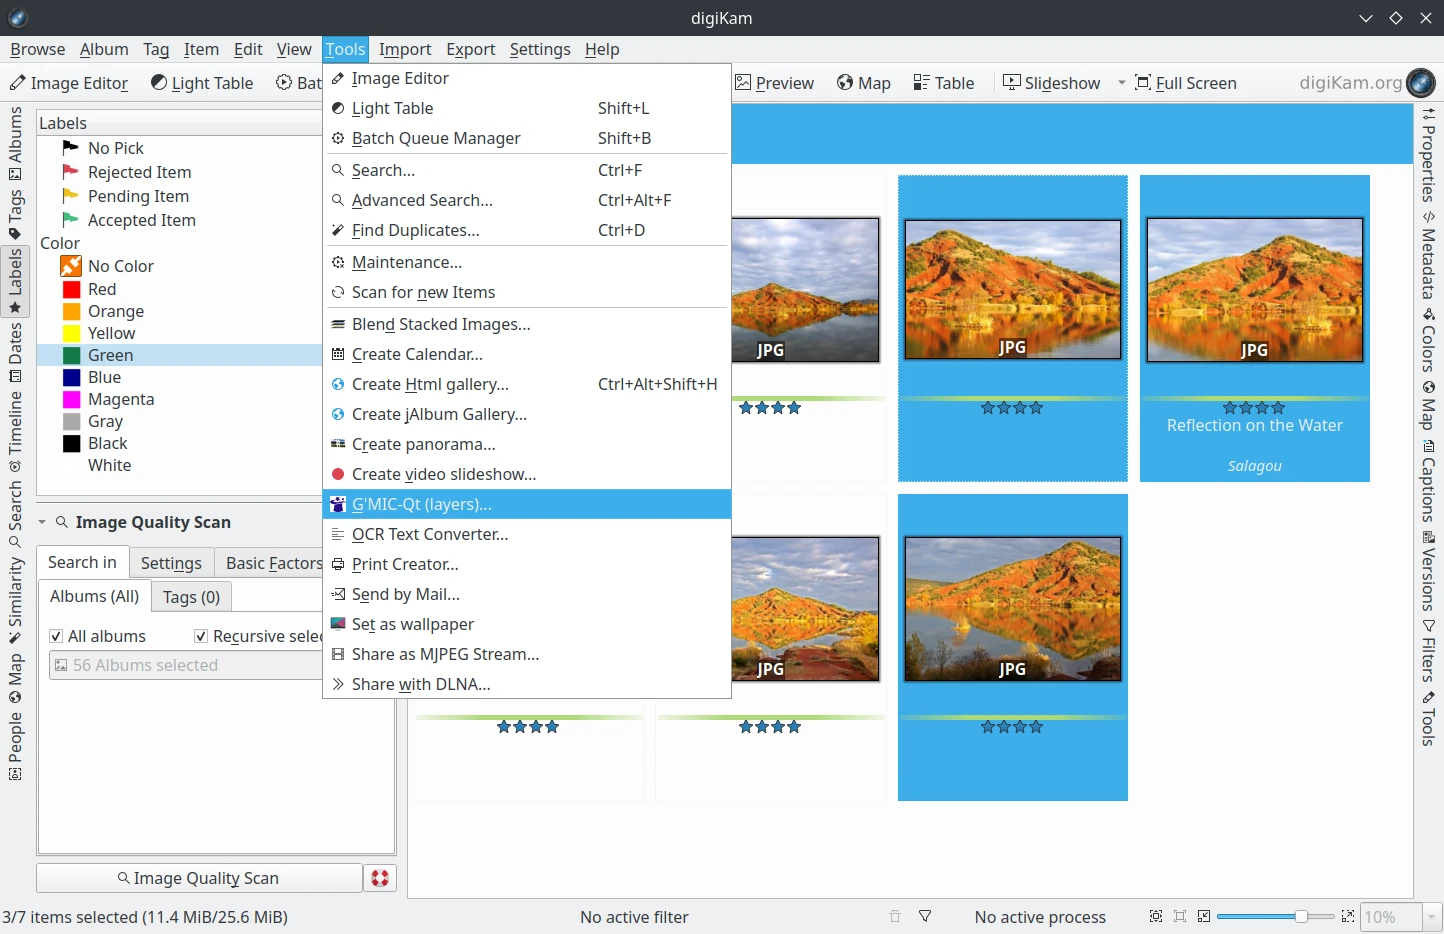 digiKam
Browse Album Tag Item Edit View Tools Import Export Settings Help
Image Editor Light Table Bat Preview Map Table Slideshow Full Screen digiKam.org
Albums
Tags
Labels
Dates
Timeline
Search
Similarity
Map
People
Labels
No Pick
Rejected Item
Pending Item
Accepted Item
Color
No Color
Red
Orange
Yellow
Green
Blue
Magenta
Gray
Black
White
Image Quality Scan
Search in Settings Basic Factors
Albums (All) Tags (0)
All albums Recursive selec
56 Albums selected
Image Quality Scan
Image Editor
Light Table Shift+L
Batch Queue Manager Shift+B
Search... Ctrl+F
Advanced Search... Ctrl+Alt+F
Find Duplicates... Ctrl+D
Maintenance...
Scan for new Items
Blend Stacked Images...
Create Calendar...
Create Html gallery... Ctrl+Alt+Shift+H
Create jAlbum Gallery...
Create panorama...
Create video slideshow...
G'MIC-Qt (layers)...
OCR Text Converter...
Print Creator...
Send by Mail...
Set as wallpaper
Share as MJPEG Stream...
Share with DLNA...
JPG
JPG
JPG
Reflection on the Water
Salagou
JPG
JPG
Properties
Metadata
Colors
Map
Captions
Versions
Filters
Tools
3/7 items selected (11.4 MiB/25.6 MiB) No active filter No active process 10%